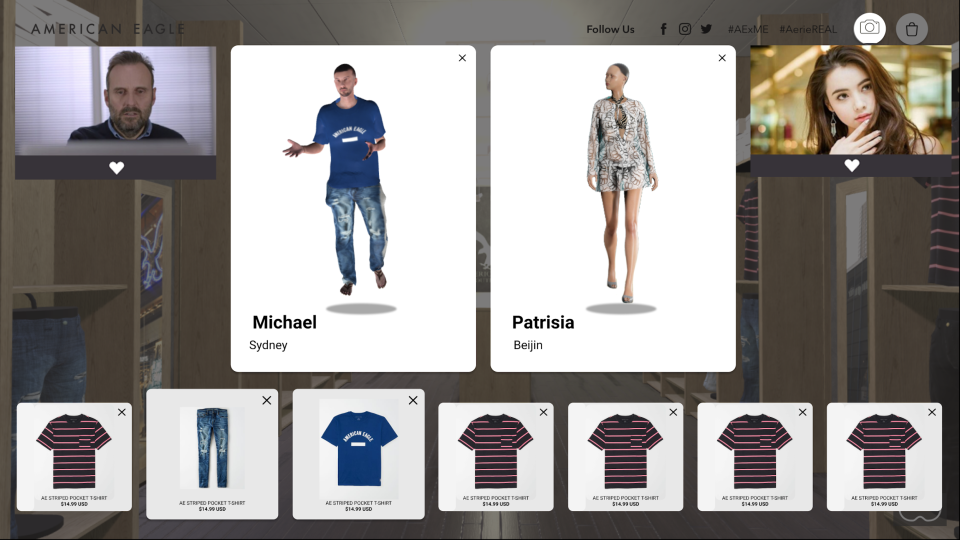 AMERICAN EAGLE
Follow Us
#AExME #AerieREAL
AMERICAN EAGLE
Michael
Sydney
Patrisia
Beijin
AE STRIPED POCKET T-SHIRT
$14.99 USD
AE STRIPED POCKET T-SHIRT
$14.99 USD
AMERICAN EAGLE
AE STRIPED POCKET T-SHIRT
$14.99 USD
AE STRIPED POCKET T-SHIRT
$14.99 USD
AE STRIPED POCKET T-SHIRT
$14.99 USD
AE STRIPED POCKET T-SHIRT
$14.99 USD
AE STRIPED POCKET T-SHIRT
$14.99 USD